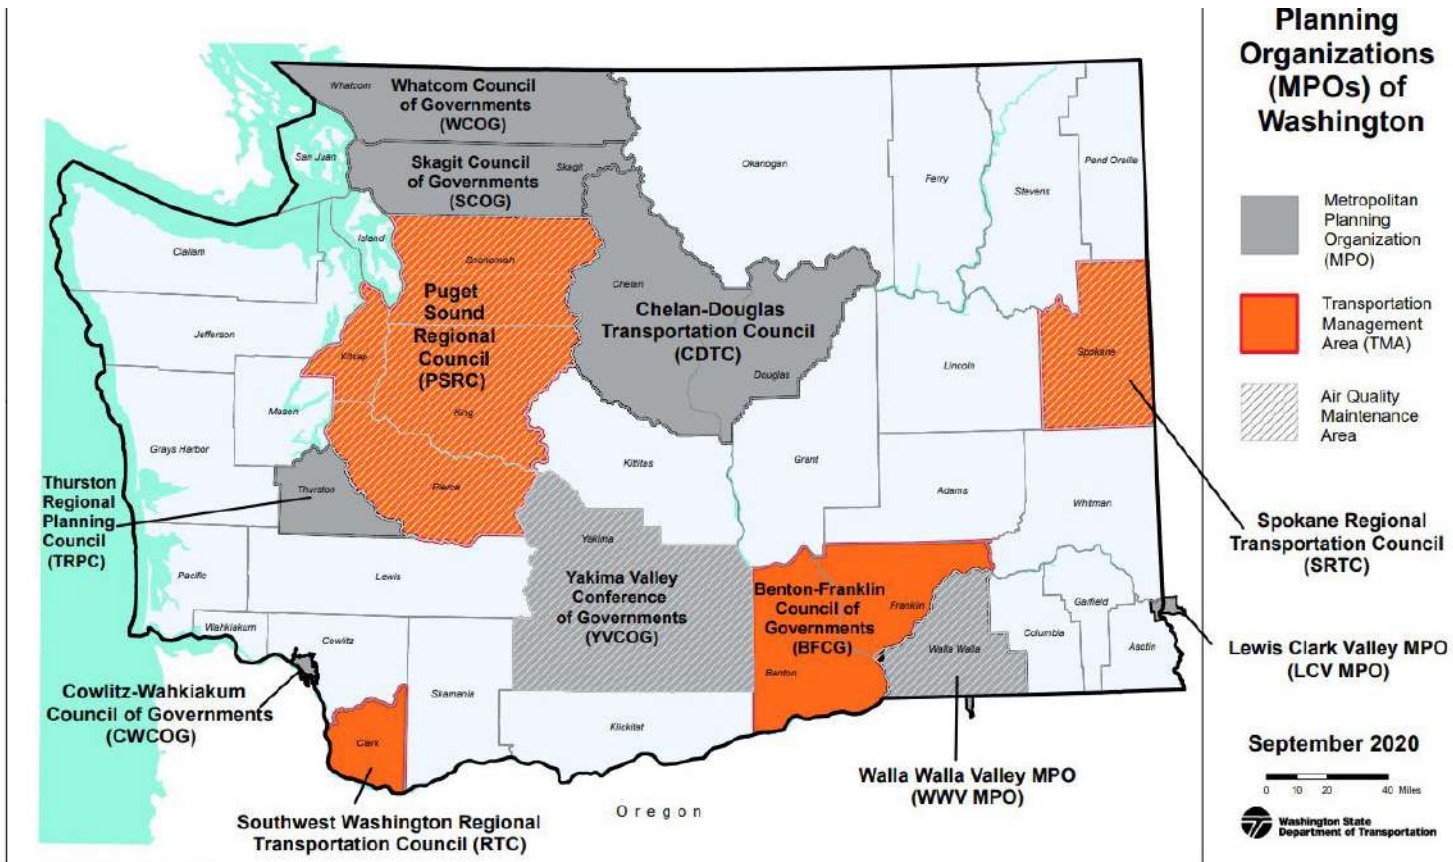 Planning
Organizations
(MPOs) of
Washington
Metropolitan
Planning
Organization
(MPO)
Transportation
Management
Area (TMA)
Air Quality
Maintenance
Area
Whatcom
Whatcom Council
of Governments
(WCOG)
San Juan
Skagit Council
of Governments
(SCOG)
Skagit
Okanogan
Ferry
Stevens
Pend Oreille
Clallam
Island
Snohomish
Puget
Sound
Regional
Council
(PSRC)
Chelan
Chelan-Douglas
Transportation Council
(CDTC)
Douglas
Jefferson
Kitsap
King
Mason
Lincoln
Spokane
Grays Harbor
Thurston
Pierce
Kittitas
Grant
Adams
Whitman
Thurston
Regional
Planning
Council
(TRPC)
Spokane Regional
Transportation Council
(SRTC)
Pacific
Lewis
Yakima
Yakima Valley
Conference
of Governments
(YVCOG)
Benton-Franklin
Council of
Governments
(BFCG)
Franklin
Benton
Walla Walla
Columbia
Garfield
Asotin
Wahkiakum
Cowlitz
Skamania
Klickitat
Clark
Lewis Clark Valley MPO
(LCV MPO)
Cowlitz-Wahkiakum
Council of Governments
(CWCOG)
Walla Walla Valley MPO
(WWV MPO)
Southwest Washington Regional
Transportation Council (RTC)
Oregon
September 2020
0 10 20 40 Miles
Washington State
Department of Transportation